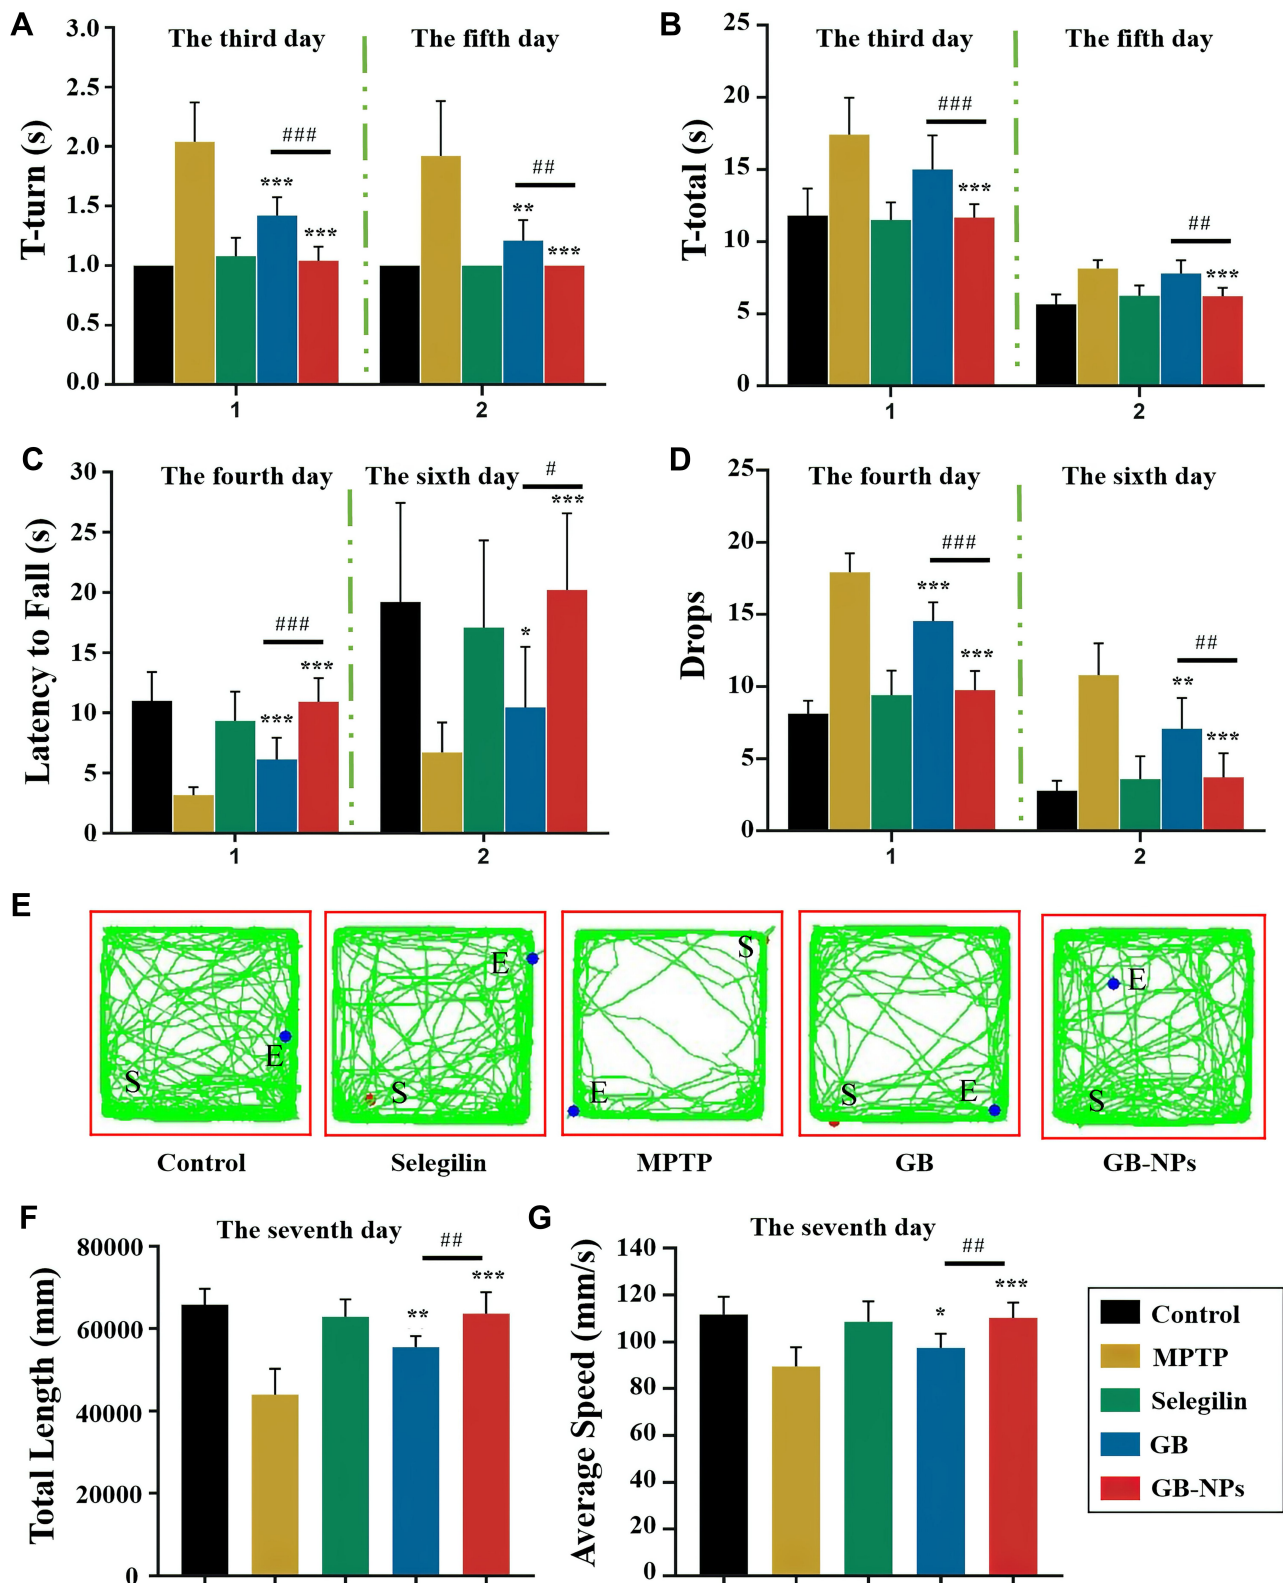 A
The third day
The fifth day
T-turn (s)
3.0
2.5
2.0
1.5
1.0
0.5
0.0
###
***
***
##
**
***
1
2
B
The third day
The fifth day
T-total (s)
25
20
15
10
5
0
###
***
##
***
1
2
C
The fourth day
The sixth day
Latency to Fall (s)
30
25
20
15
10
5
0
###
***
***
#
***
*
1
2
D
The fourth day
The sixth day
Drops
25
20
15
10
5
0
###
***
***
##
**
***
1
2
E
S
E
Control
E
S
Selegilin
S
E
MPTP
S
E
GB
E
S
GB-NPs
F
The seventh day
Total Length (mm)
80000
60000
40000
20000
0
##
**
***
G
The seventh day
Average Speed (mm/s)
140
120
100
80
60
40
20
0
##
*
***
Control
MPTP
Selegilin
GB
GB-NPs